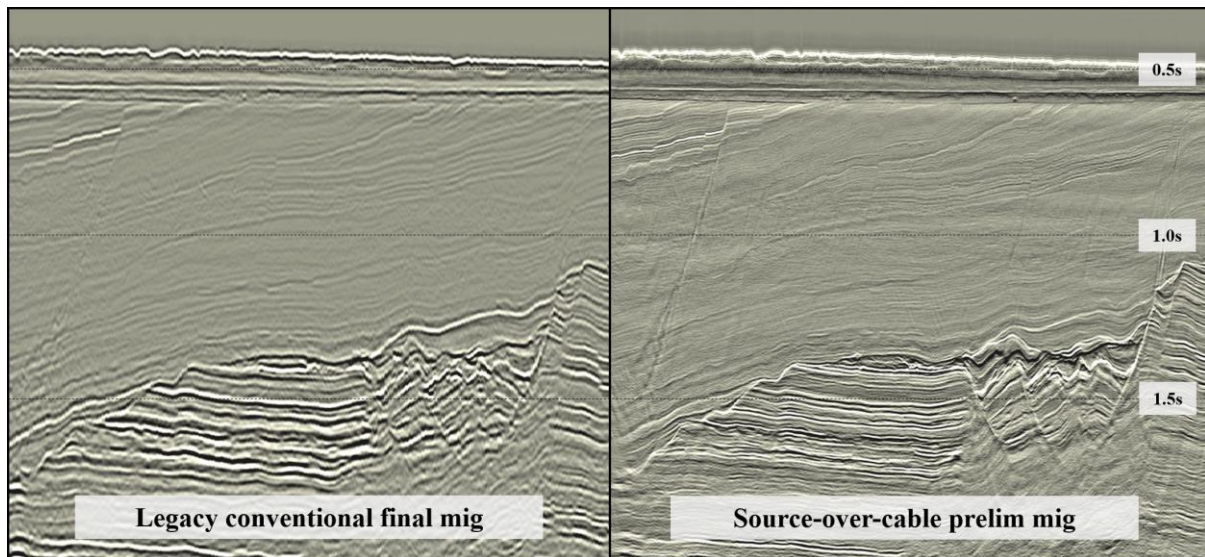 0.5s
1.0s
1.5s
Legacy conventional final mig
Source-over-cable prelim mig